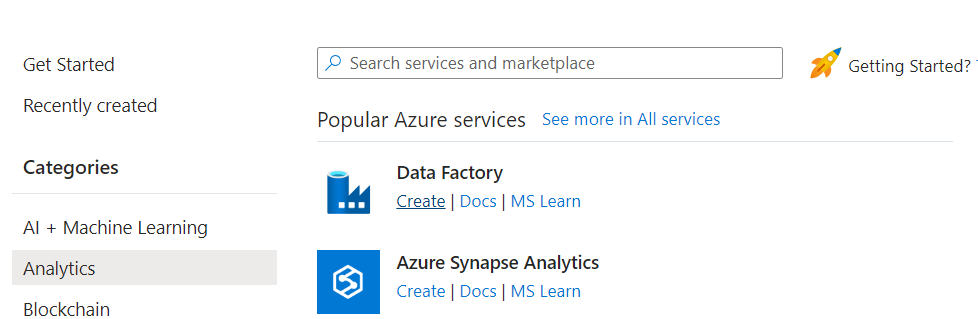 Get Started
Recently created
Categories
AI + Machine Learning
Analytics
Blockchain
Search services and marketplace
Getting Started?
Popular Azure services See more in All services
Data Factory
Create | Docs | MS Learn
Azure Synapse Analytics
Create | Docs | MS Learn